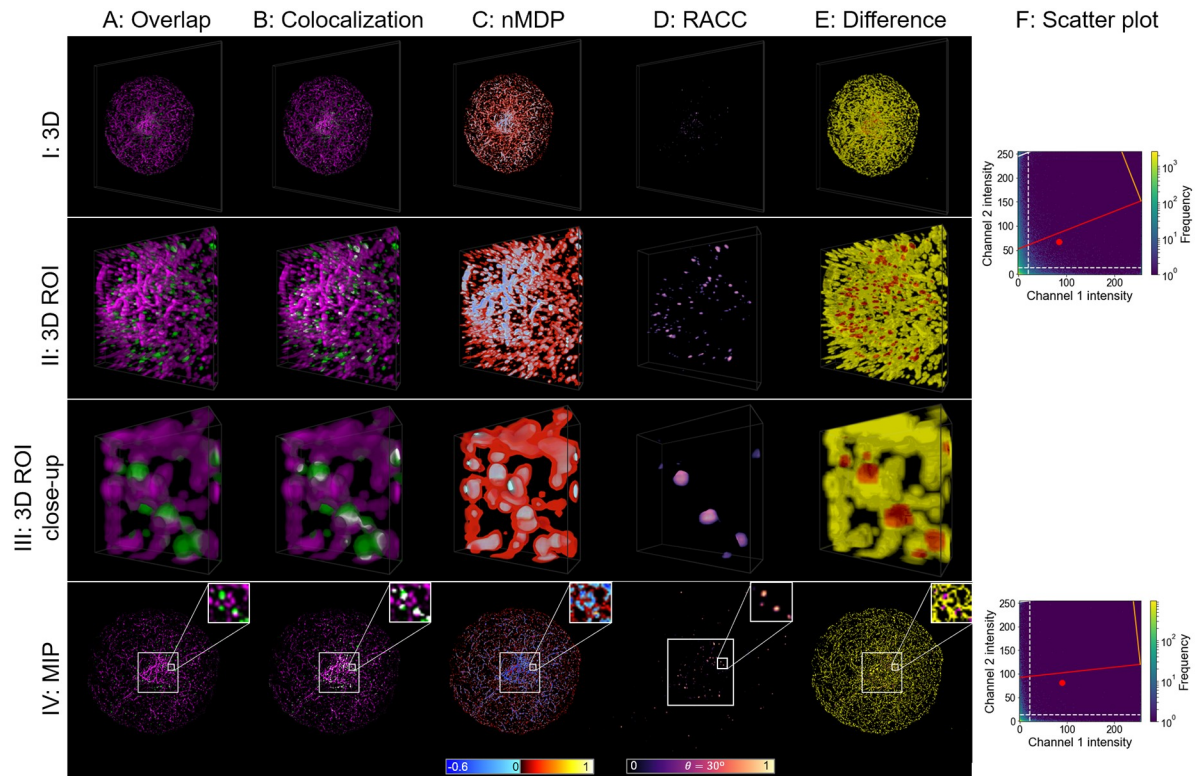 A: Overlap
B: Colocalization
C: nMDP
D: RACC
E: Difference
F: Scatter plot
I: 3D
II: 3D ROI
III: 3D ROI
close-up
IV: MIP
250
200
150
100
50
0
0
100
200
Channel 2 intensity
Channel 1 intensity
10³
10²
10¹
10⁰
Frequency
250
200
150
100
50
0
0
100
200
Channel 2 intensity
Channel 1 intensity
10³
10²
10¹
10⁰
Frequency
-0.6
0
1
0
θ = 30º
1